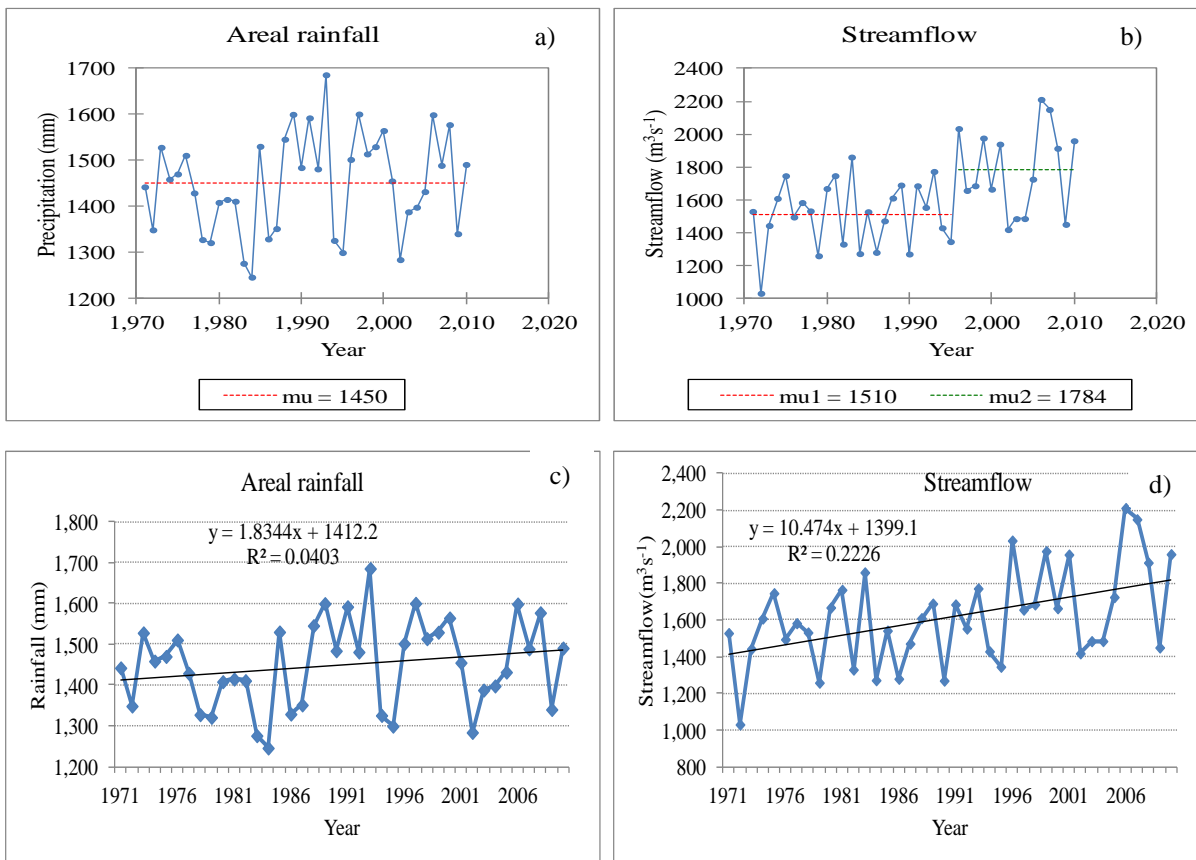 Areal rainfall
a)
Precipitation (mm)
1700
1600
1500
1400
1300
1200
1,970 1,980 1,990 2,000 2,010 2,020
Year
mu = 1450
Streamflow
b)
Streamflow (m³s⁻¹)
2400
2200
2000
1800
1600
1400
1200
1000
1,970 1,980 1,990 2,000 2,010 2,020
Year
mu1 = 1510 mu2 = 1784
Areal rainfall
c)
y = 1.8344x + 1412.2
R² = 0.0403
Rainfall (mm)
1,800
1,700
1,600
1,500
1,400
1,300
1,200
1971 1976 1981 1986 1991 1996 2001 2006
Year
Streamflow
d)
y = 10.474x + 1399.1
R² = 0.2226
Streamflow(m³ s⁻¹)
2,400
2,200
2,000
1,800
1,600
1,400
1,200
1,000
800
1971 1976 1981 1986 1991 1996 2001 2006
Year